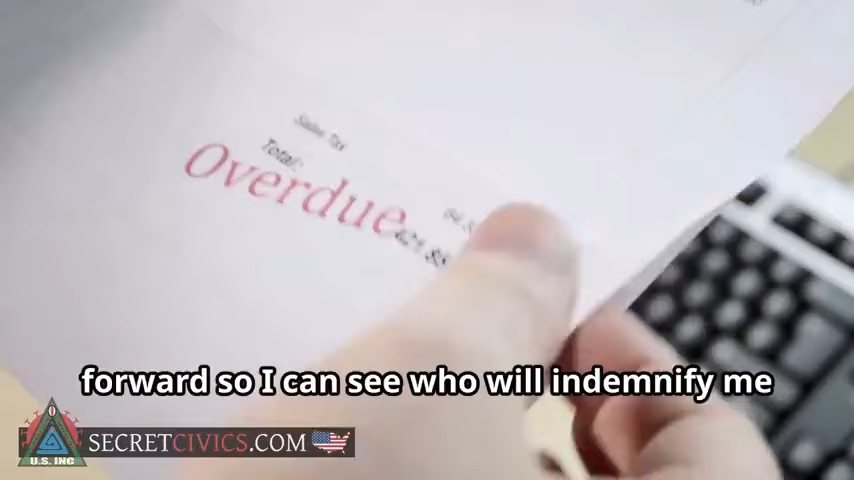 Sales Tax
Total:
Overdue
forward so I can see who will indemnify me
SECRETCIVICS.COM
U.S. INC